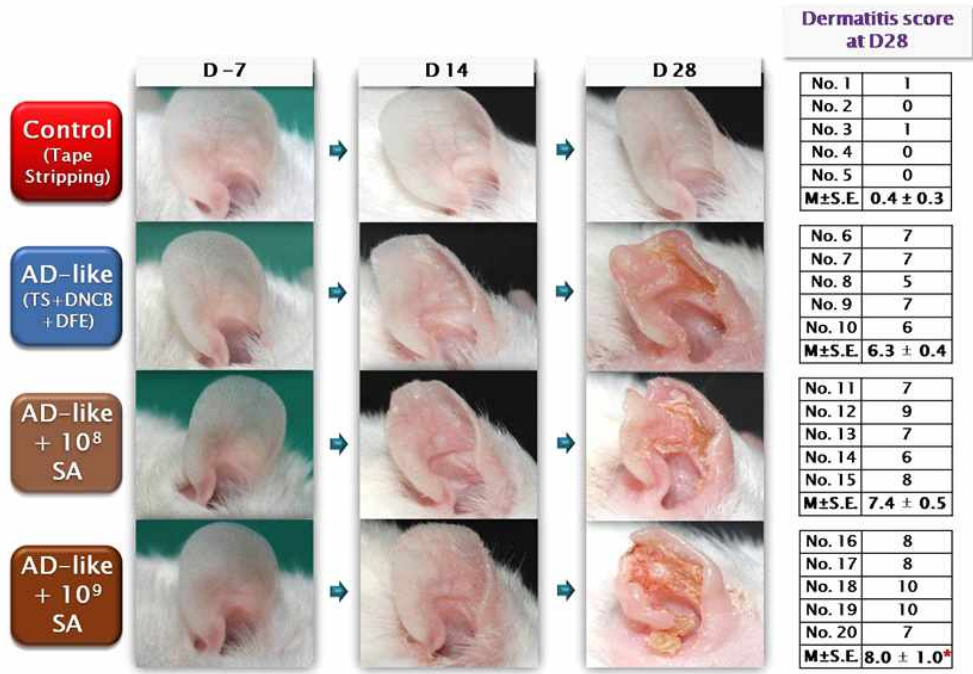 Dermatitis score
at D28
D -7
D 14
D 28
Control
(Tape
Stripping)
No. 1 1
No. 2 0
No. 3 1
No. 4 0
No. 5 0
M±S.E. 0.4 ± 0.3
AD-like
(TS+DNCB
+DFE)
No. 6 7
No. 7 7
No. 8 5
No. 9 7
No. 10 6
M±S.E. 6.3 ± 0.4
AD-like
+ 10⁸
SA
No. 11 7
No. 12 9
No. 13 7
No. 14 6
No. 15 8
M±S.E. 7.4 ± 0.5
AD-like
+ 10⁹
SA
No. 16 8
No. 17 8
No. 18 10
No. 19 10
No. 20 7
M±S.E. 8.0 ± 1.0*